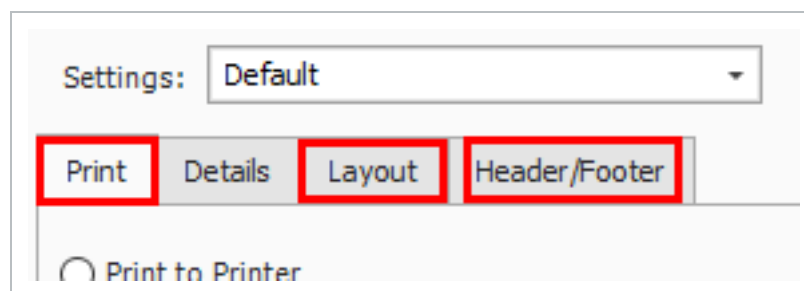 Settings: Default
Print Details Layout Header/Footer
Print to Printer